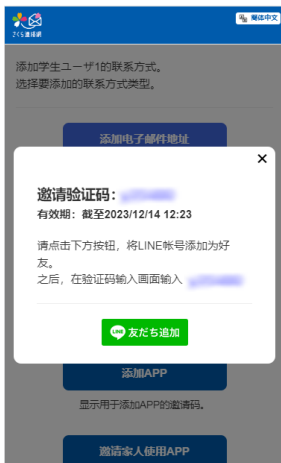 さくら連絡網
簡体中文
添加学生ユーザ1的联系方式。
选择要添加的联系方式类型。
添加电子邮件地址
邀请验证码：
有效期：截至2023/12/14 12:23
请点击下方按钮，将LINE帐号添加为好
友。
之后，在验证码输入画面输入
LINE 友だち追加
添加APP
显示用于添加APP的邀请码。
邀请家人使用APP